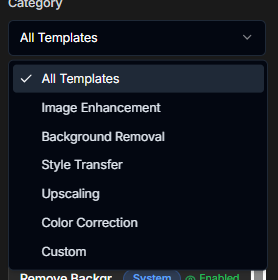 Category
All Templates
All Templates
Image Enhancement
Background Removal
Style Transfer
Upscaling
Color Correction
Custom
Remove Backgr System Enabled